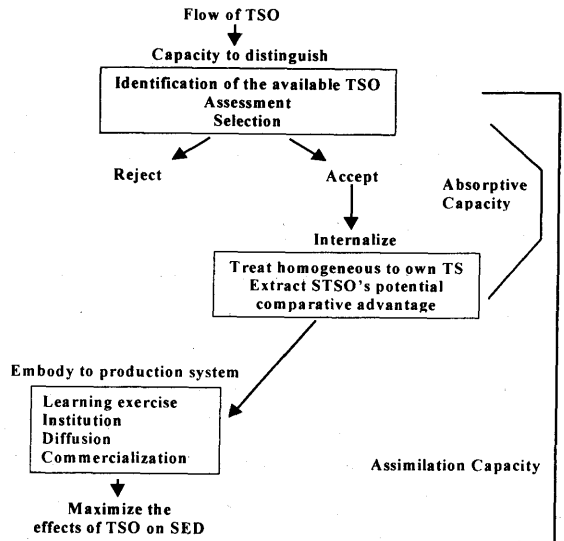 Flow of TSO
Capacity to distinguish
Identification of the available TSO
Assessment
Selection
Reject
Accept
Absorptive
Capacity
Internalize
Treat homogeneous to own TS
Extract STSO's potential
comparative advantage
Embody to production system
Learning exercise
Institution
Diffusion
Commercialization
Assimilation Capacity
Maximize the
effects of TSO on SED